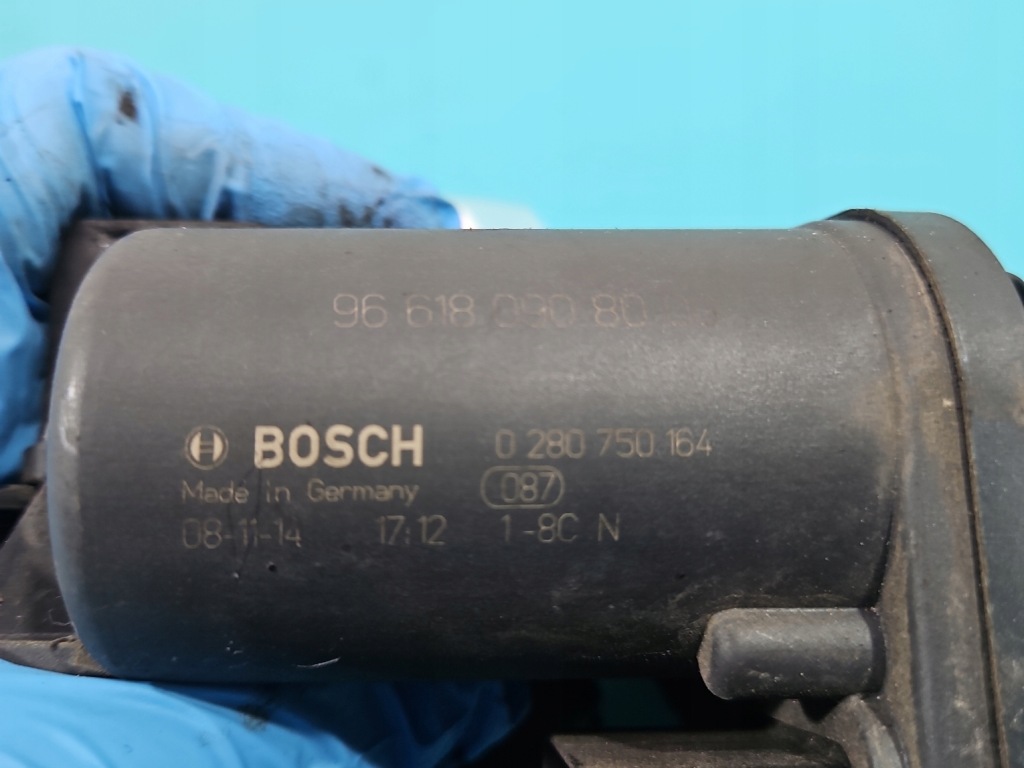 96 618 090 80
BOSCH 0 280 750 164
Made in Germany 087
08-11-14 17:12 1-8C N